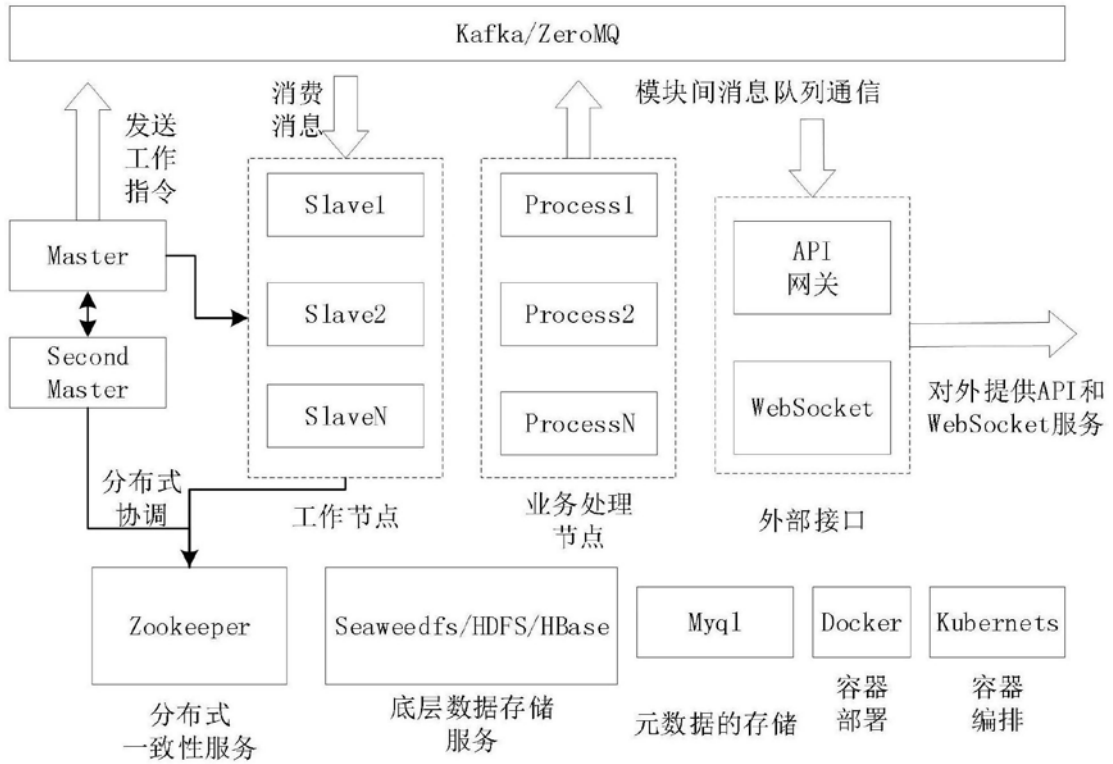 Kafka/ZeroMQ
发送
工作
指令
消费
消息
模块间消息队列通信
Master
Second
Master
Slave1
Slave2
SlaveN
Process1
Process2
ProcessN
API
网关
WebSocket
对外提供API和
WebSocket服务
分布式
协调
工作节点
业务处理
节点
外部接口
Zookeeper
Seaweedfs/HDFS/HBase
Myql
Docker
Kubernets
分布式
一致性服务
底层数据存储
服务
元数据的存储
容器
部署
容器
编排